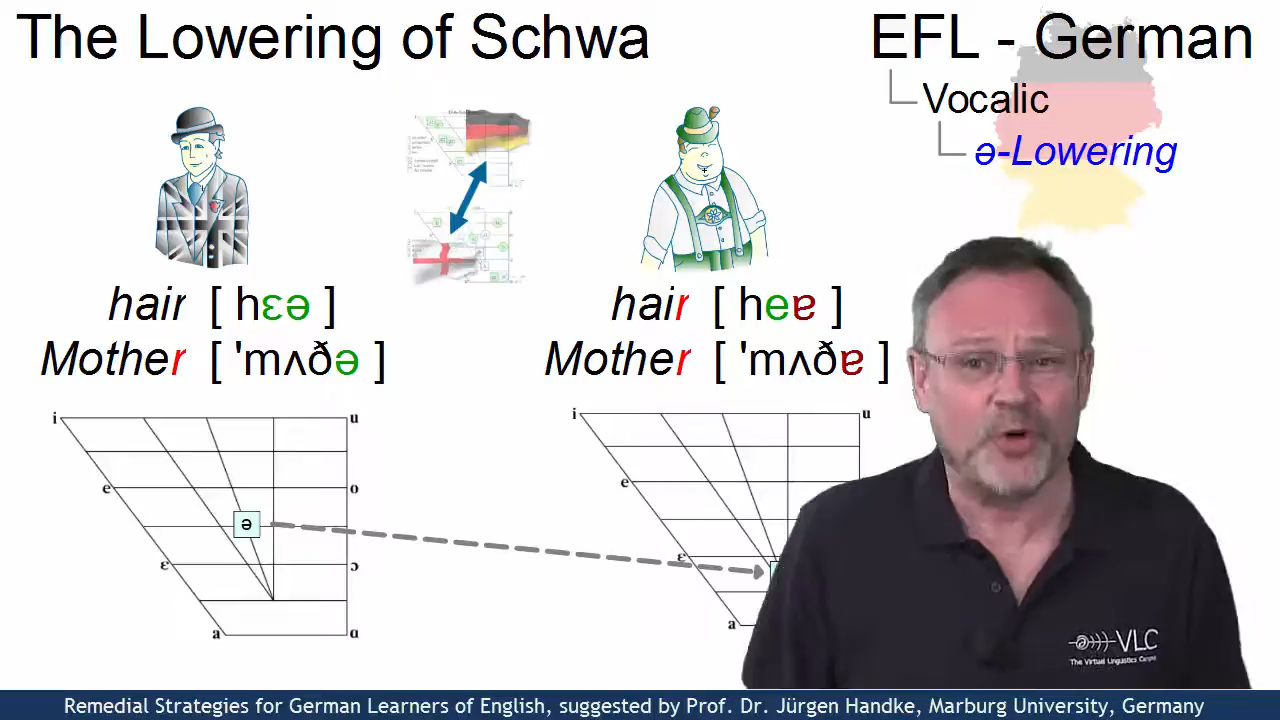 The Lowering of Schwa
EFL - German
Vocalic
ə-Lowering
hair [ hɛə ]
Mother [ 'mʌðə ]
hair [ heɐ ]
Mother [ 'mʌðɐ ]
i u
e o
ə
ɛ ɔ
a ɑ
i u
e
ɛ
a
VLC
The Virtual Linguistics Campus
Remedial Strategies for German Learners of English, suggested by Prof. Dr. Jürgen Handke, Marburg University, Germany